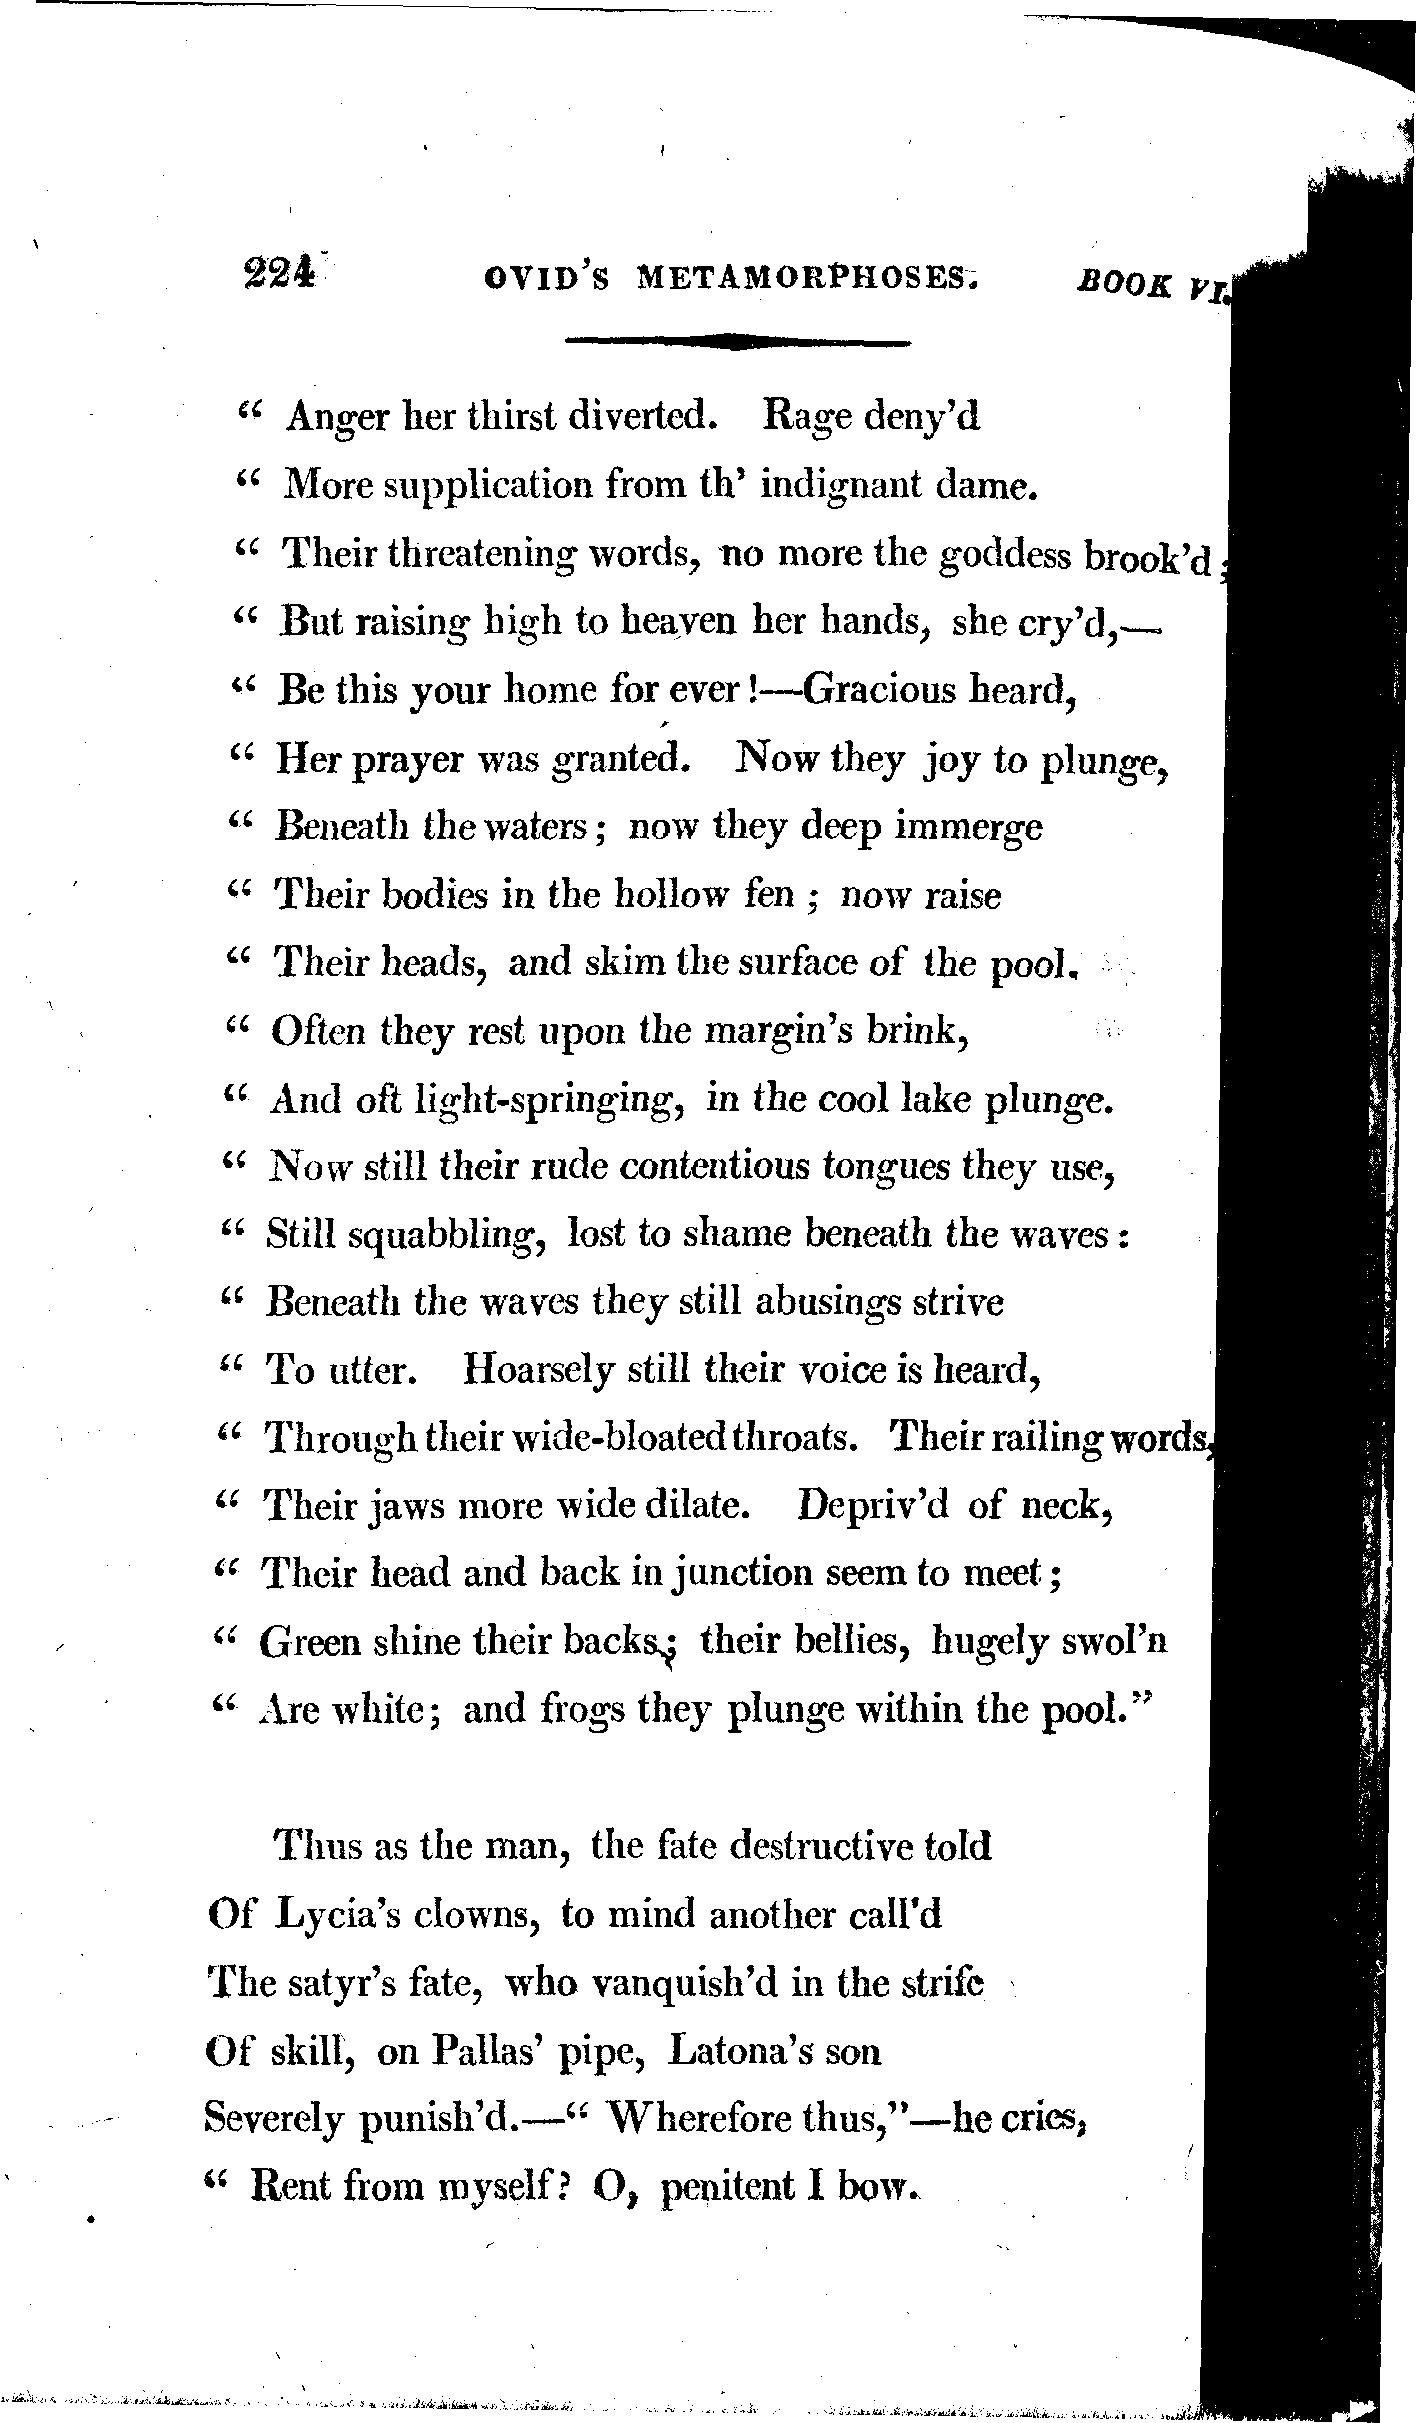 224 OVID'S METAMORPHOSES. BOOK VI.
“ Anger her thirst diverted. Rage deny'd
“ More supplication from th' indignant dame.
“ Their threatening words, no more the goddess brook'd;
“ But raising high to heaven her hands, she cry'd,—
“ Be this your home for ever!—Gracious heard,
“ Her prayer was granted. Now they joy to plunge,
“ Beneath the waters; now they deep immerge
“ Their bodies in the hollow fen; now raise
“ Their heads, and skim the surface of the pool.
“ Often they rest upon the margin's brink,
“ And oft light-springing, in the cool lake plunge.
“ Now still their rude contentious tongues they use,
“ Still squabbling, lost to shame beneath the waves:
“ Beneath the waves they still abusings strive
“ To utter. Hoarsely still their voice is heard,
“ Through their wide-bloated throats. Their railing words,
“ Their jaws more wide dilate. Depriv'd of neck,
“ Their head and back in junction seem to meet;
“ Green shine their backs; their bellies, hugely swol'n
“ Are white; and frogs they plunge within the pool.”
Thus as the man, the fate destructive told
Of Lycia's clowns, to mind another call'd
The satyr's fate, who vanquish'd in the strife
Of skill, on Pallas' pipe, Latona's son
Severely punish'd.—“ Wherefore thus,”—he cries,
“ Rent from myself? O, penitent I bow.